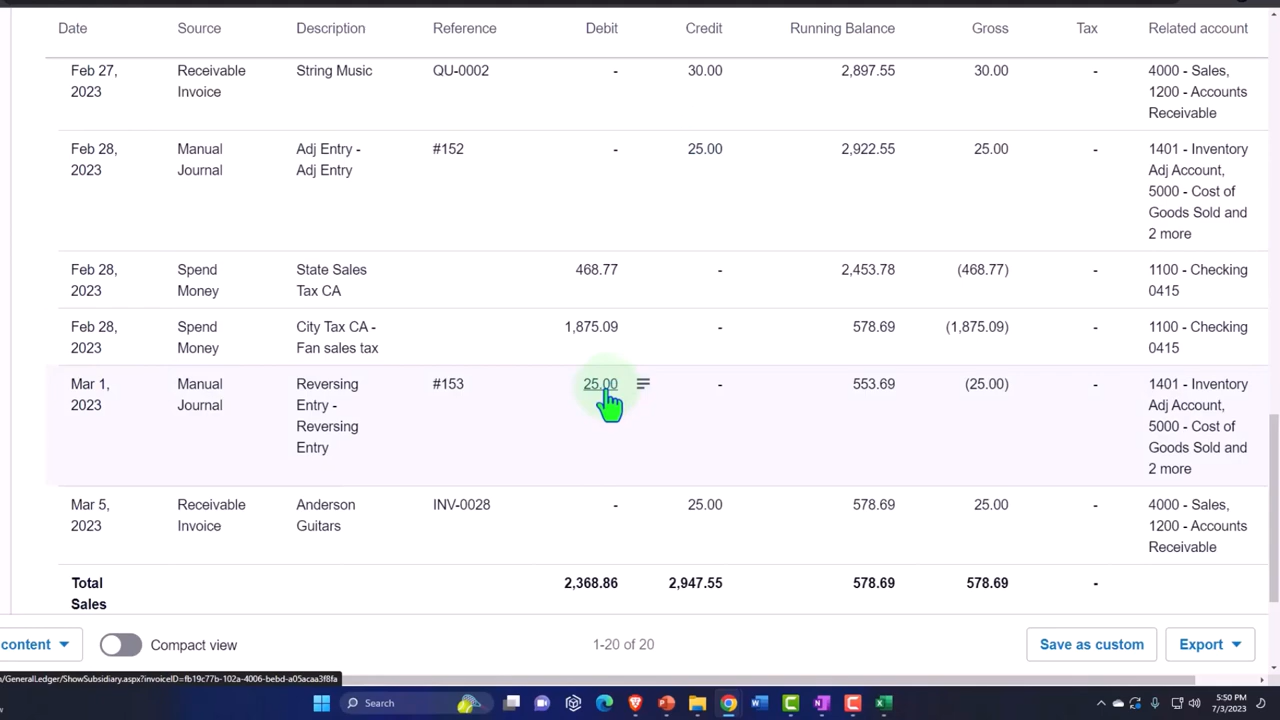 Date Source Description Reference Debit Credit Running Balance Gross Tax Related account
Feb 27, Receivable String Music QU-0002 - 30.00 2,897.55 30.00 - 4000 - Sales,
2023 Invoice 1200 - Accounts
Receivable
Feb 28, Manual Adj Entry - #152 - 25.00 2,922.55 25.00 - 1401 - Inventory
2023 Journal Adj Entry Adj Account,
5000 - Cost of
Goods Sold and
2 more
Feb 28, Spend State Sales 468.77 - 2,453.78 (468.77) - 1100 - Checking
2023 Money Tax CA 0415
Feb 28, Spend City Tax CA - 1,875.09 - 578.69 (1,875.09) - 1100 - Checking
2023 Money Fan sales tax 0415
Mar 1, Manual Reversing #153 25.00 - 553.69 (25.00) - 1401 - Inventory
2023 Journal Entry - Adj Account,
Reversing 5000 - Cost of
Entry Goods Sold and
2 more
Mar 5, Receivable Anderson INV-0028 - 25.00 578.69 25.00 - 4000 - Sales,
2023 Invoice Guitars 1200 - Accounts
Receivable
Total 2,368.86 2,947.55 578.69 578.69 -
Sales
content Compact view 1-20 of 20 Save as custom Export
/GeneralLedger/ShowSubsidiary.aspx?invoiceID=fb19c77b-102a-4006-bebd-a05acaa3f8fa
Search 5:50 PM
7/3/2023